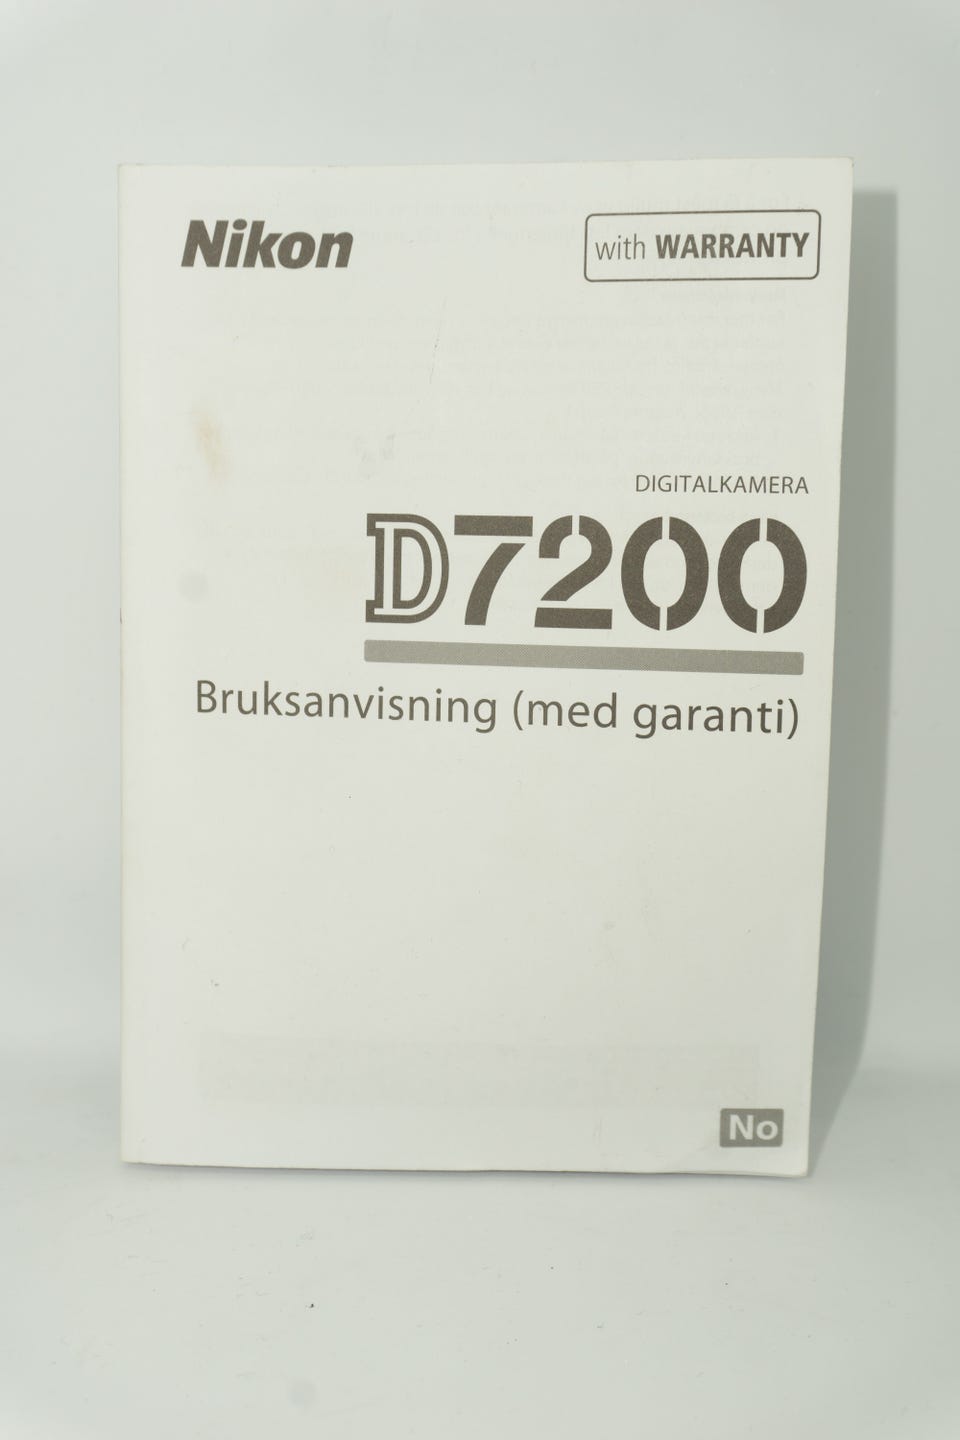 Nikon
with WARRANTY
DIGITALKAMERA
D7200
Bruksanvisning (med garanti)
No